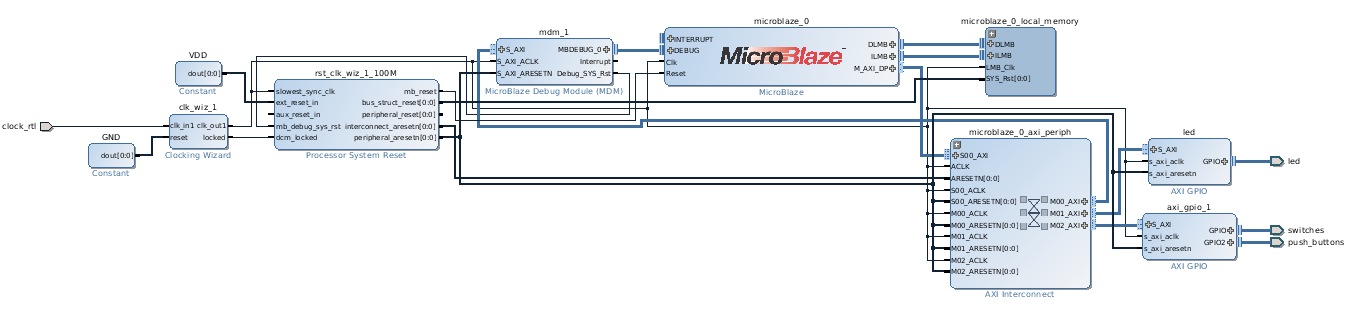 clock_rtl
VDD
dout[0:0]
Constant
GND
dout[0:0]
Constant
clk_wiz_1
clk_in1 clk_out1
reset locked
Clocking Wizard
rst_clk_wiz_1_100M
slowest_sync_clk mb_reset
ext_reset_in bus_struct_reset[0:0]
aux_reset_in peripheral_reset[0:0]
mb_debug_sys_rst interconnect_aresetn[0:0]
dcm_locked peripheral_aresetn[0:0]
Processor System Reset
mdm_1
S_AXI MBDEBUG_0
S_AXI_ACLK Interrupt
S_AXI_ARESETN Debug_SYS_Rst
MicroBlaze Debug Module (MDM)
microblaze_0
INTERRUPT
DEBUG
Clk
Reset
MicroBlaze
DLMB
ILMB
M_AXI_DP
MicroBlaze
microblaze_0_local_memory
DLMB
ILMB
LMB_Clk
SYS_Rst[0:0]
microblaze_0_axi_periph
S00_AXI
ACLK
ARESETN[0:0]
S00_ACLK
S00_ARESETN[0:0] M00_AXI
M00_ACLK M01_AXI
M00_ARESETN[0:0] M02_AXI
M01_ACLK
M01_ARESETN[0:0]
M02_ACLK
M02_ARESETN[0:0]
AXI Interconnect
led
S_AXI
s_axi_aclk GPIO
s_axi_aresetn
AXI GPIO
led
axi_gpio_1
S_AXI
s_axi_aclk
s_axi_aresetn
GPIO
GPIO2
AXI GPIO
switches
push_buttons